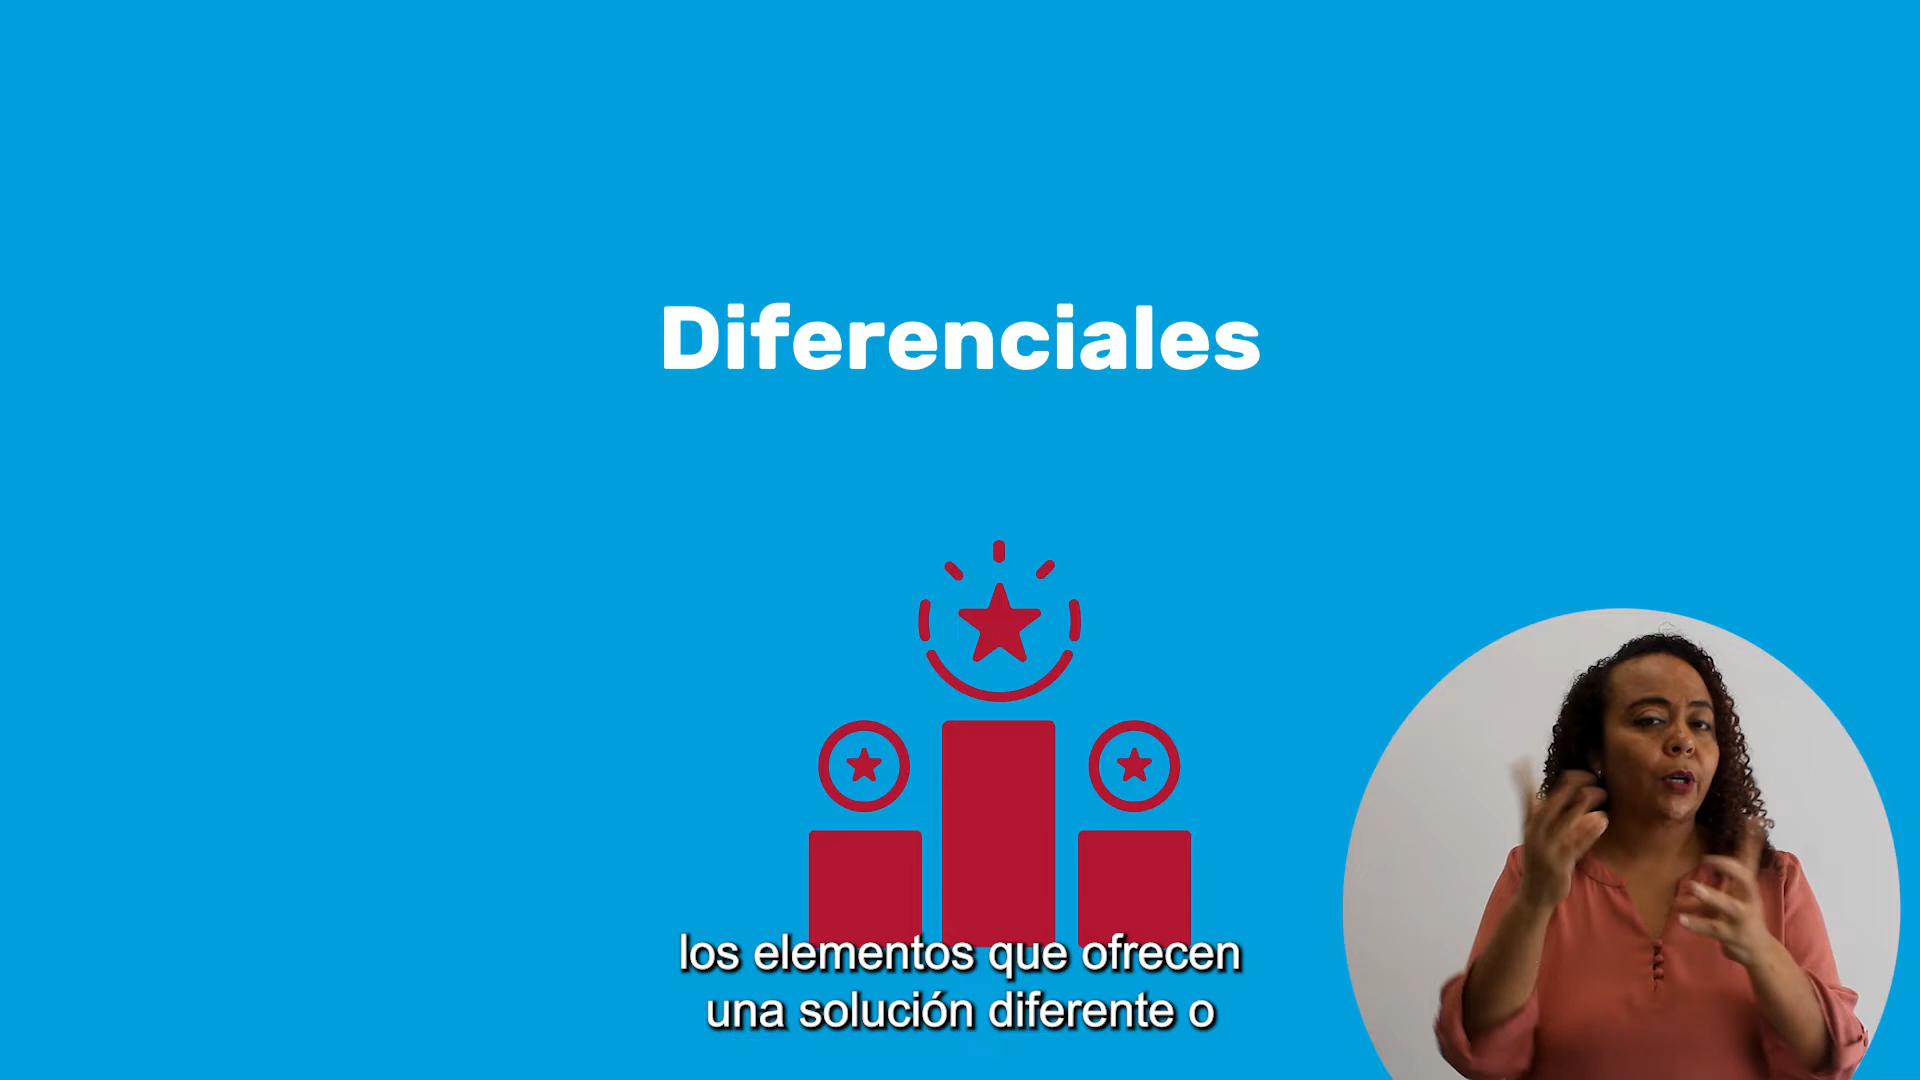 Diferenciales
los elementos que ofrecen
una solución diferente o